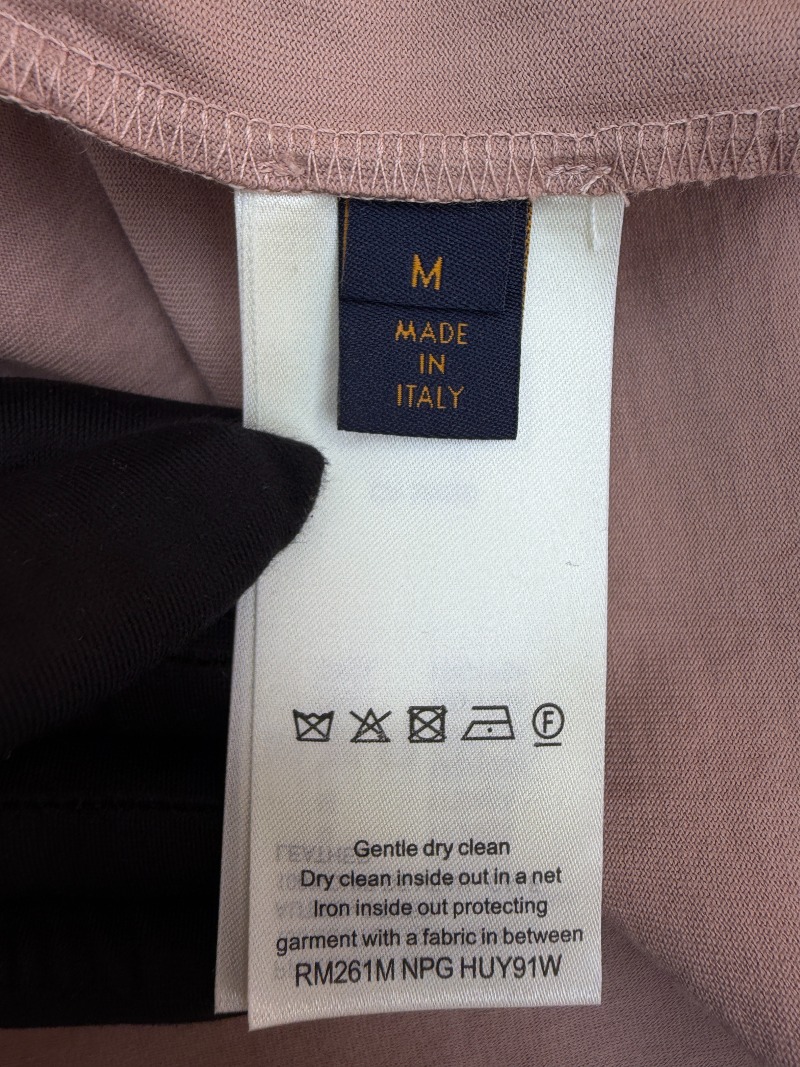 M
MADE
IN
ITALY
F
Gentle dry clean
Dry clean inside out in a net
Iron inside out protecting
garment with a fabric in between
RM261M NPG HUY91W